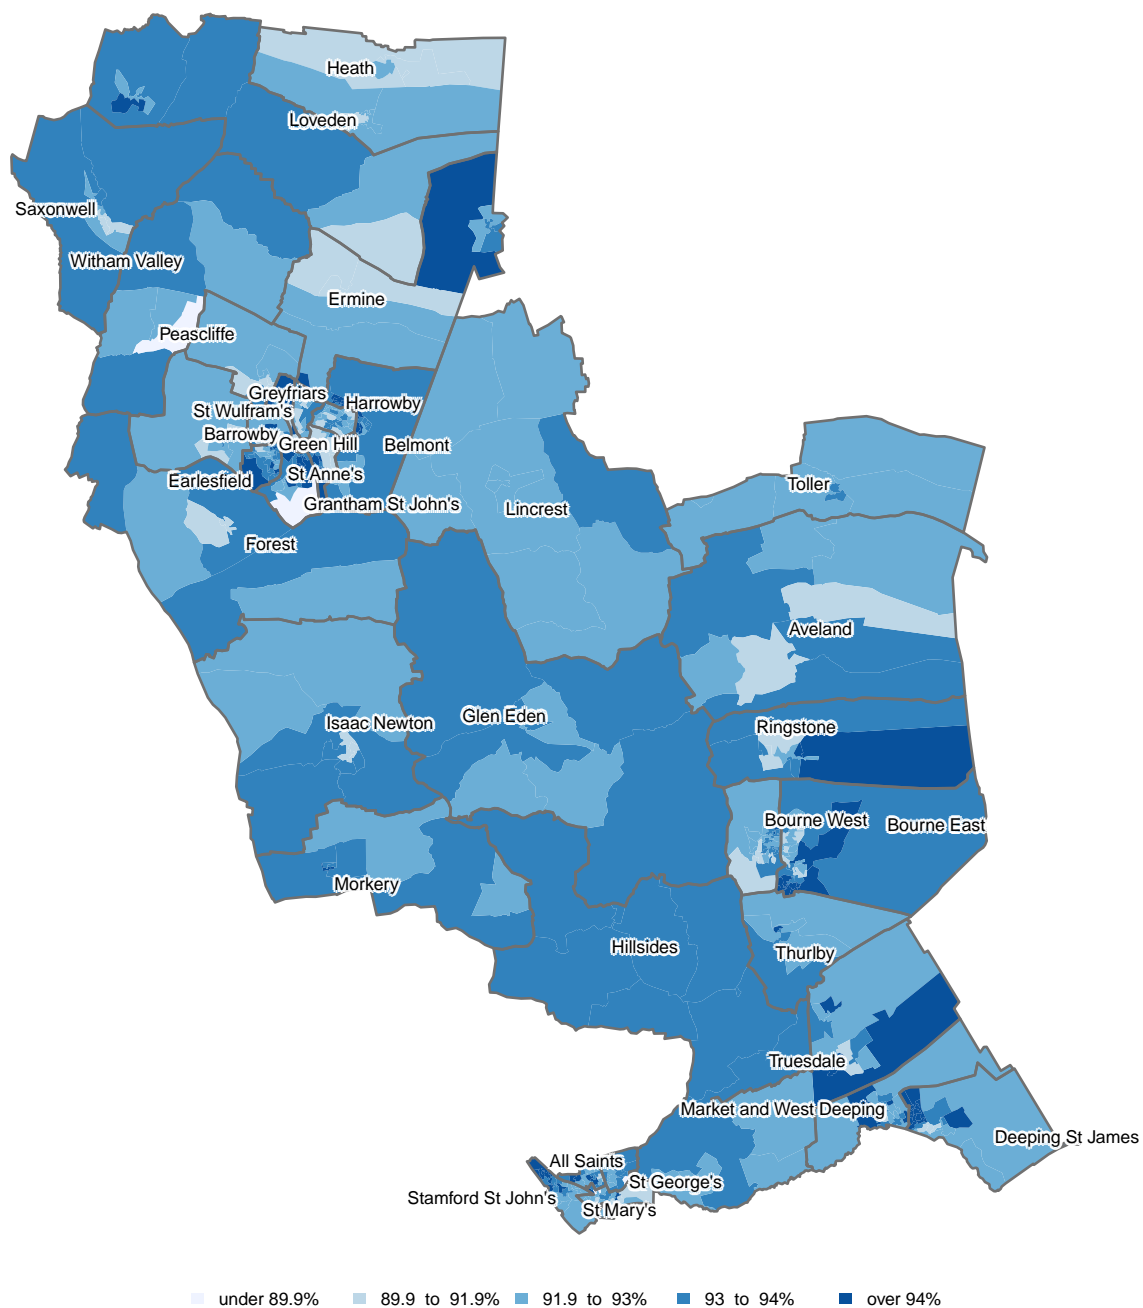 Heath
Loveden
Saxonwell
Witham Valley
Ermine
Peascliffe
Greyfriars
Harrowby
St Wulfram's
Barrowby
Green Hill
Belmont
Earlesfield
St Anne's
Toller
Grantham St John's
Lincrest
Forest
Aveland
Glen Eden
Isaac Newton
Ringstone
Bourne West
Bourne East
Morkery
Hillsides
Thurlby
Truesdale
Market and West Deeping
Deeping St James
All Saints
St George's
Stamford St John's
St Mary's
under 89.9% 89.9 to 91.9% 91.9 to 93% 93 to 94% over 94%